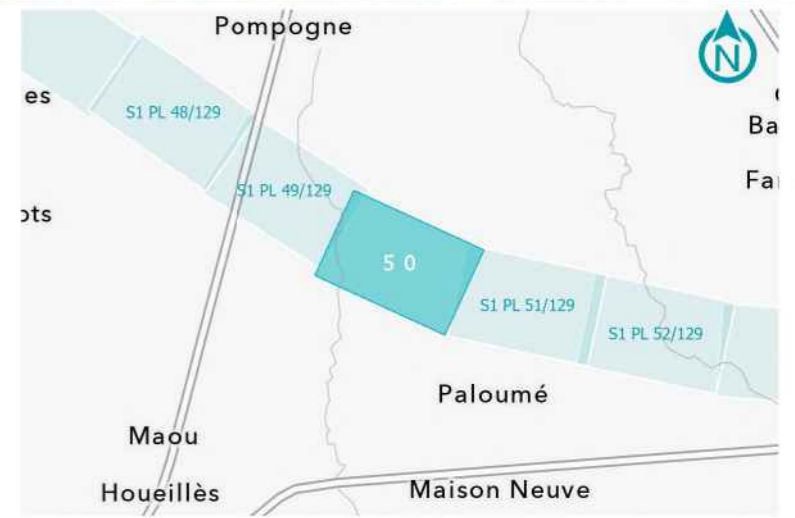 Pompogne
N
es
S1 PL 48/129
Ba
S1 PL 49/129
Fa
ots
5 0
S1 PL 51/129
S1 PL 52/129
Paloumé
Maou
Houeillès
Maison Neuve